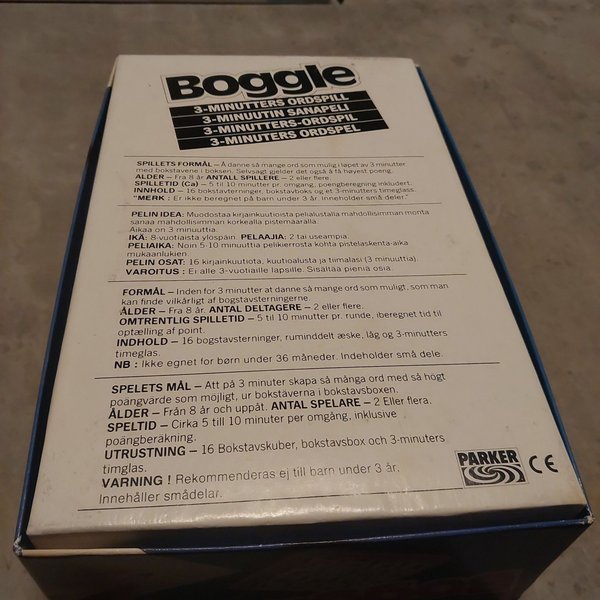 Boggle
3-MINUTTERS ORDSPILL
3-MINUUTIN SANAPELI
3-MINUTTERS-ORDSPIL
3-MINUTERS ORDSPEL
SPILLETS FORMÅL – Å danne så mange ord som mulig i løpet av 3 minutter
med bokstavene i boksen. Selvsagt gjelder det også å få høyest poeng.
ALDER – Fra 8 år ANTALL SPILLERE – 2 eller flere.
SPILLETID (Ca) – 5 til 10 minutter pr. omgang, poengberegning inkludert.
INNHOLD – 16 bokstavterninger, bokstavboks og et 3-minutters timeglass.
"MERK : Er ikke beregnet på barn under 3 år. Inneholder små deler.
PELIN IDEA: Muodostaa kirjainkuutioista pelialustalla mahdollisimman monta
sanaa mahdollisimman korkealla pistemäärällä.
Aikaa on 3 minuuttia.
IKÄ: 8-vuotiaista ylöspäin. PELAAJIA: 2 tai useampia.
PELIAIKA: Noin 5-10 minuuttia pelikierrosta kohta pistelaskenta-aika
mukaanlukien.
PELIN OSAT: 16 kirjainkuutiota, kuutioalusta ja tiimalasi (3 minuuttia).
VAROITUS : Ei alle 3-vuotiaille lapsille. Sisältää pieniä osia.
FORMÅL – Inden for 3 minutter at danne så mange ord som muligt, som man
kan finde vilkårligt af bogstavsterningerne.
ÅLDER – Fra 8 år. ANTAL DELTAGERE – 2 eller flere.
OMTRENTLIG SPILLETID – 5 til 10 minutter pr. runde, iberegnet tid til
optælling af point.
INDHOLD – 16 bogstavsterninger, ruminddelt æske, låg og 3-minutters
timeglas.
NB : Ikke egnet for børn under 36 måneder. Indeholder små dele.
SPELETS MÅL – Att på 3 minuter skapa så många ord med så högt
poängvärde som möjligt, ur bokstäverna i bokstavsboxen.
ÅLDER – Från 8 år och uppåt. ANTAL SPELARE – 2 Eller flera.
SPELTID – Cirka 5 till 10 minuter per omgång, inklusive
poängberäkning.
UTRUSTNING – 16 Bokstavskuber, bokstavsbox och 3-minuters
timglas.
VARNING ! Rekommenderas ej till barn under 3 år.
Innehåller smådelar.
PARKER
CE